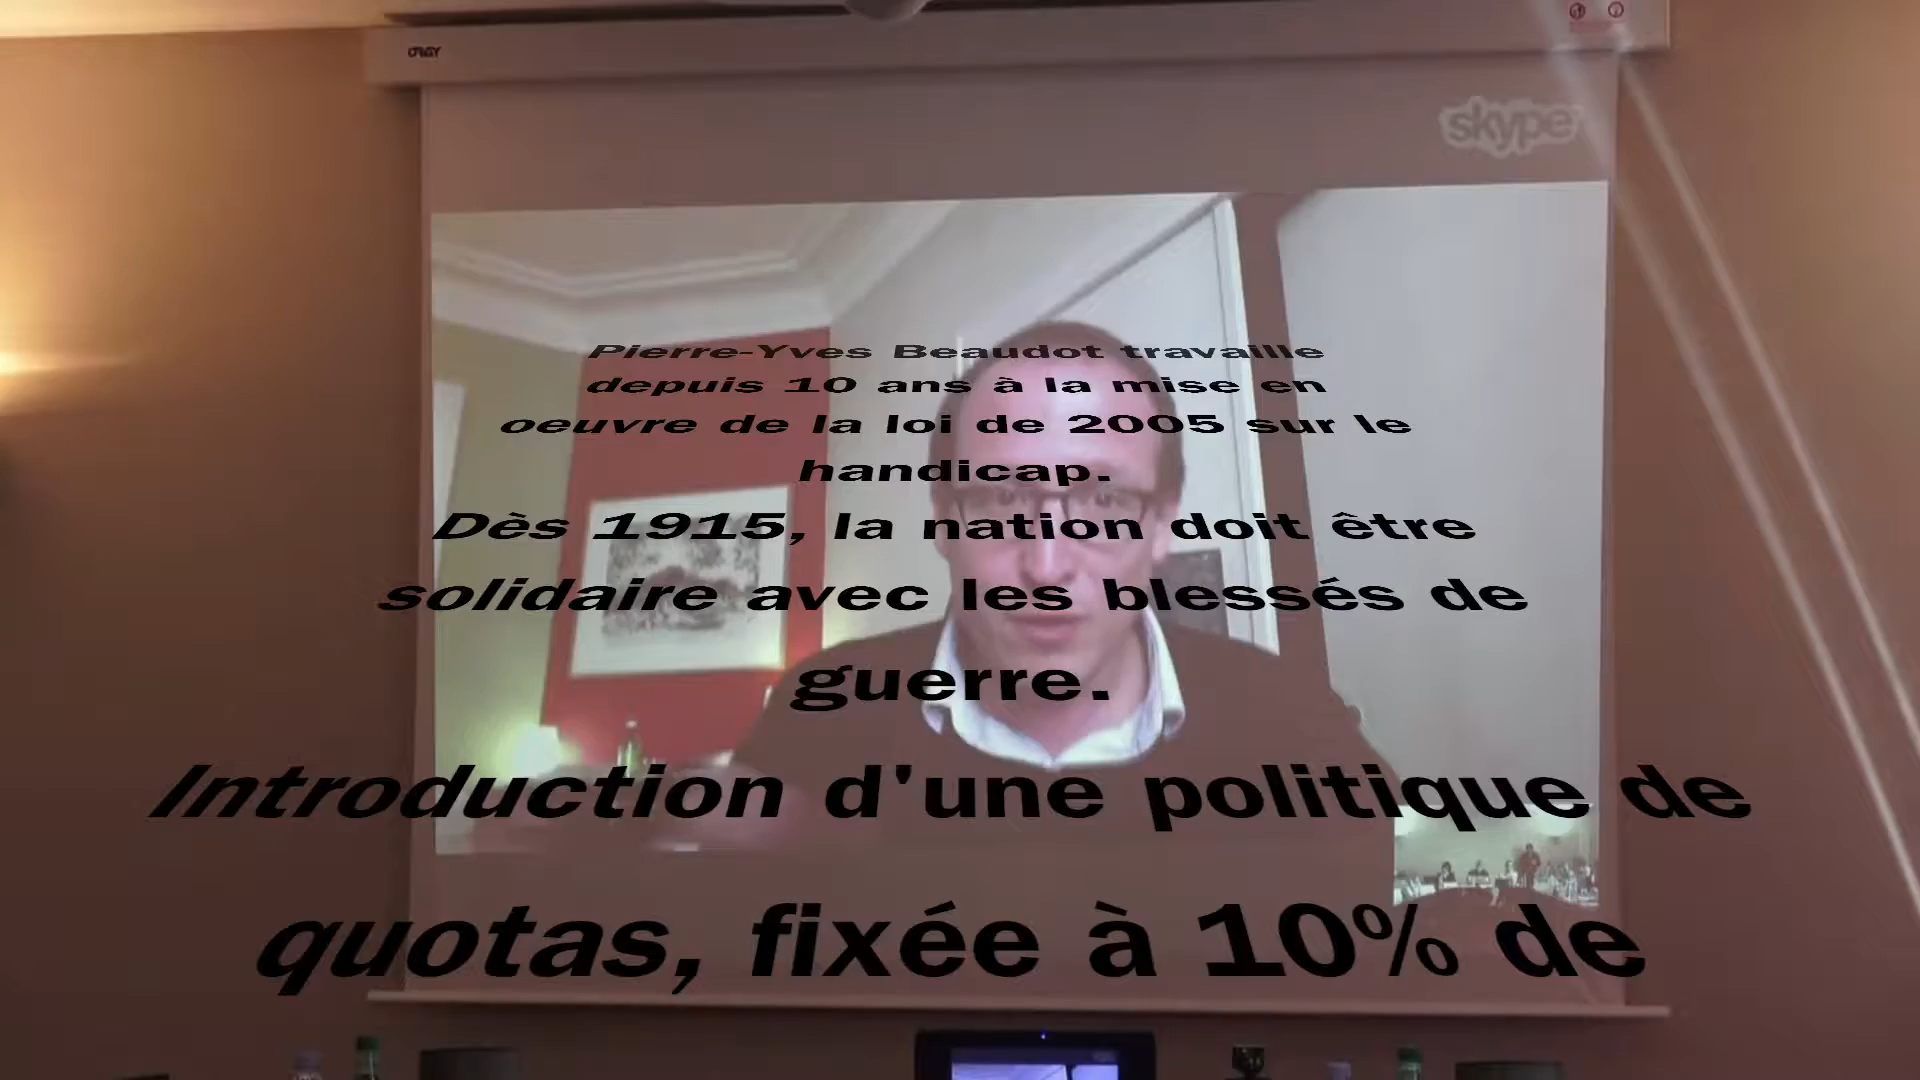 ORAY
skype
Pierre-Yves Beaudot travaille
depuis 10 ans à la mise en
oeuvre de la loi de 2005 sur le
handicap.
Dès 1915, la nation doit être
solidaire avec les blessés de
guerre.
Introduction d'une politique de
quotas, fixée à 10% de